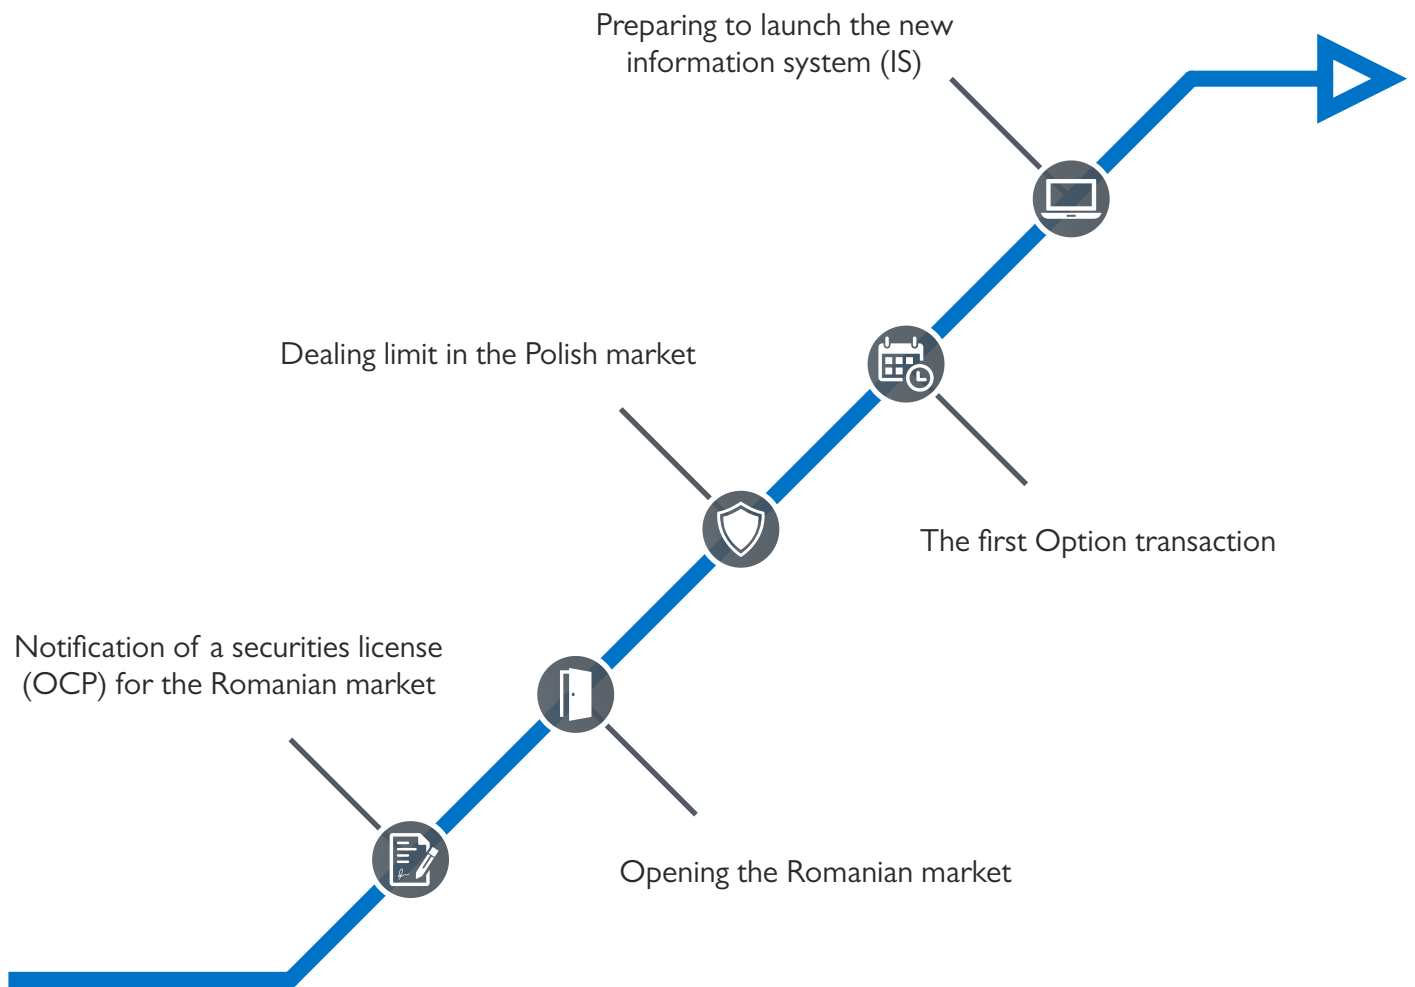 Preparing to launch the new
information system (IS)
Dealing limit in the Polish market
The first Option transaction
Notification of a securities license
(OCP) for the Romanian market
Opening the Romanian market